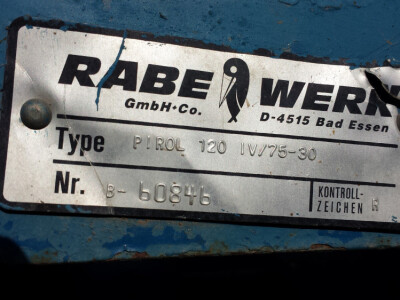 RABE WERK
GmbH·Co. D-4515 Bad Essen
Type PIROL 120 IV/75-30
Nr. B-60846
KONTROLL-
ZEICHEN